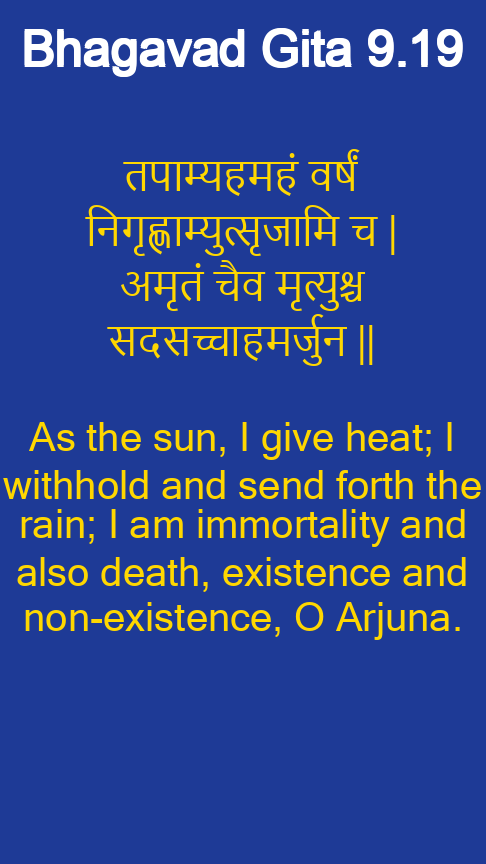 Bhagavad Gita 9.19
तपाम्यहमहं वर्षं
निगृह्णाम्युत्सृजामि च |
अमृतं चैव मृत्युश्च
सदसच्चाहमर्जुन ||
As the sun, I give heat; I
withhold and send forth the
rain; I am immortality and
also death, existence and
non-existence, O Arjuna.